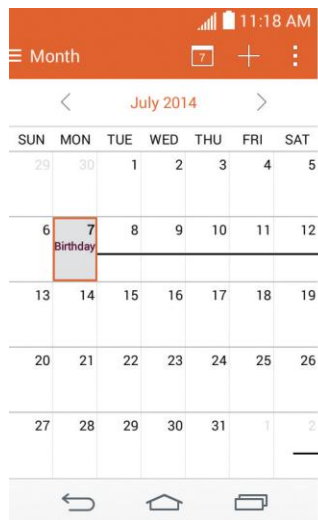 11:18 AM
Month 7
July 2014
SUN MON TUE WED THU FRI SAT
29 30 1 2 3 4 5
6 7 8 9 10 11 12
Birthday
13 14 15 16 17 18 19
20 21 22 23 24 25 26
27 28 29 30 31 1 2